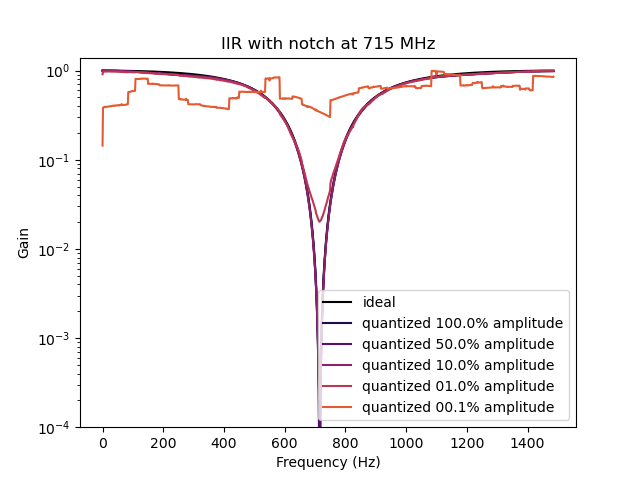 IIR with notch at 715 MHz
Gain
10⁰
10⁻¹
10⁻²
10⁻³
10⁻⁴
ideal
quantized 100.0% amplitude
quantized 50.0% amplitude
quantized 10.0% amplitude
quantized 01.0% amplitude
quantized 00.1% amplitude
0 200 400 600 800 1000 1200 1400
Frequency (Hz)